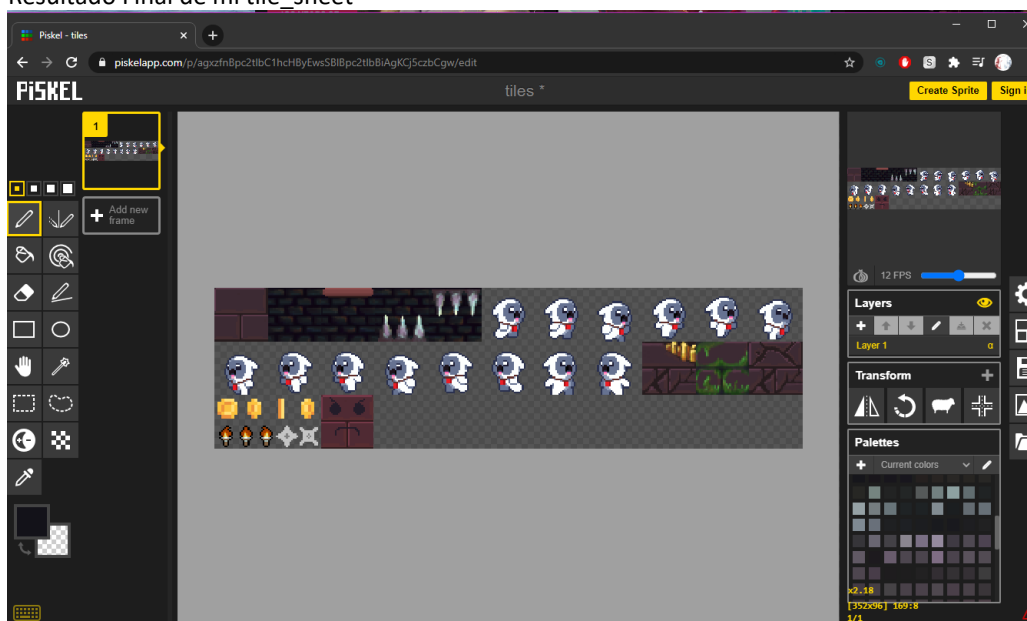 Resultado Final de mi tile_sheet
Piskel - tiles
piskelapp.com/p/agxzfnBpc2tlbC1hcHByEwsSBlBpc2tlbBiAgKCj5czbCgw/edit
PiSKEL
tiles *
Create Sprite
Sign i
1
Add new
frame
12 FPS
Layers
Layer 1
α
Transform
Palettes
Current colors
x2.18
[352x96] 169:8
1/1